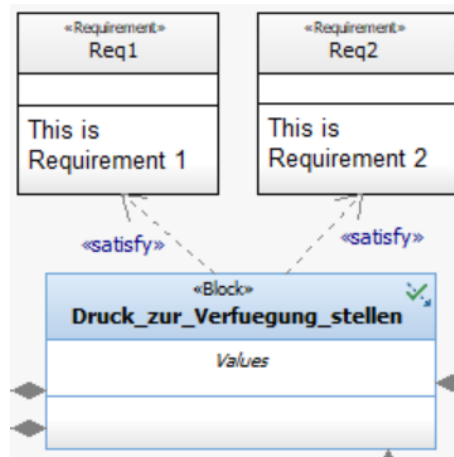 «Requirement»
Req1
This is
Requirement 1
«Requirement»
Req2
This is
Requirement 2
«satisfy»
«satisfy»
«Block»
Druck_zur_Verfuegung_stellen
Values